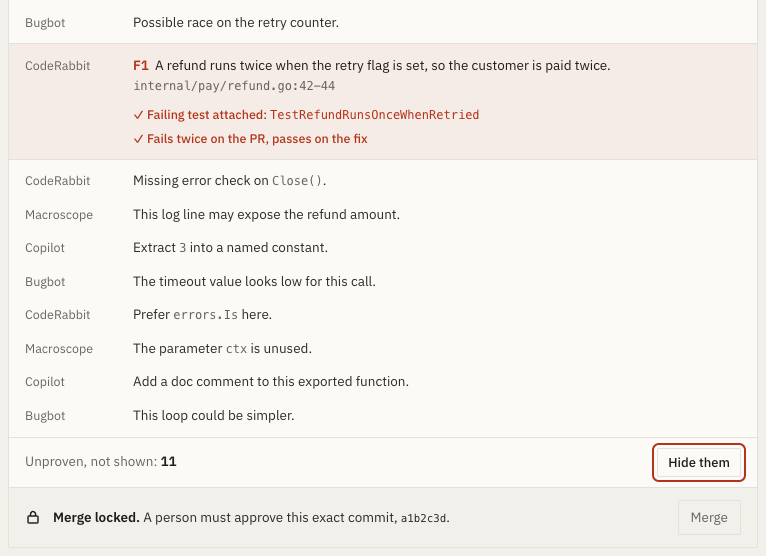 Bugbot Possible race on the retry counter.
CodeRabbit F1 A refund runs twice when the retry flag is set, so the customer is paid twice.
internal/pay/refund.go:42–44
✓ Failing test attached: TestRefundRunsOnceWhenRetried
✓ Fails twice on the PR, passes on the fix
CodeRabbit Missing error check on Close().
Macroscope This log line may expose the refund amount.
Copilot Extract 3 into a named constant.
Bugbot The timeout value looks low for this call.
CodeRabbit Prefer errors.Is here.
Macroscope The parameter ctx is unused.
Copilot Add a doc comment to this exported function.
Bugbot This loop could be simpler.
Unproven, not shown: 11 Hide them
Merge locked. A person must approve this exact commit, a1b2c3d. Merge